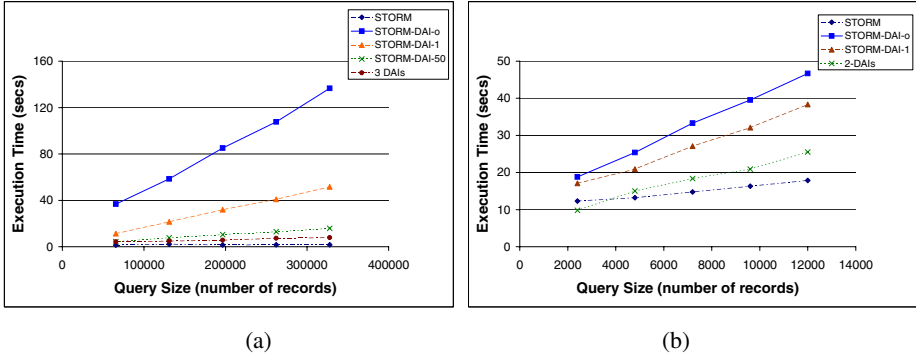 STORM
STORM-DAI-o
STORM-DAI-1
STORM-DAI-50
3 DAIs
160
120
80
40
0
Execution Time (secs)
0
100000
200000
300000
400000
Query Size (number of records)
(a)
STORM
STORM-DAI-o
STORM-DAI-1
2-DAIs
50
40
30
20
10
0
Execution Time (secs)
0
2000
4000
6000
8000
10000
12000
14000
Query Size (number of records)
(b)